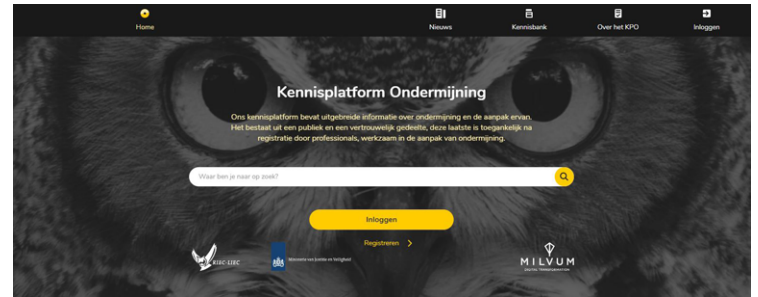 Home
Nieuws
Kennisbank
Over het KPO
Inloggen
Kennisplatform Ondermijning
Ons kennisplatform bevat uitgebreide informatie over ondermijning en de aanpak ervan.
Het bestaat uit een publiek en een vertrouwelijk gedeelte, deze laatste is toegankelijk na
registratie door professionals, werkzaam in de aanpak van ondermijning.
Waar ben je naar op zoek?
Inloggen
Registreren
RIEC-LIEC
Ministerie van Justitie en Veiligheid
MILVUM
DIGITAL TRANSFORMATION